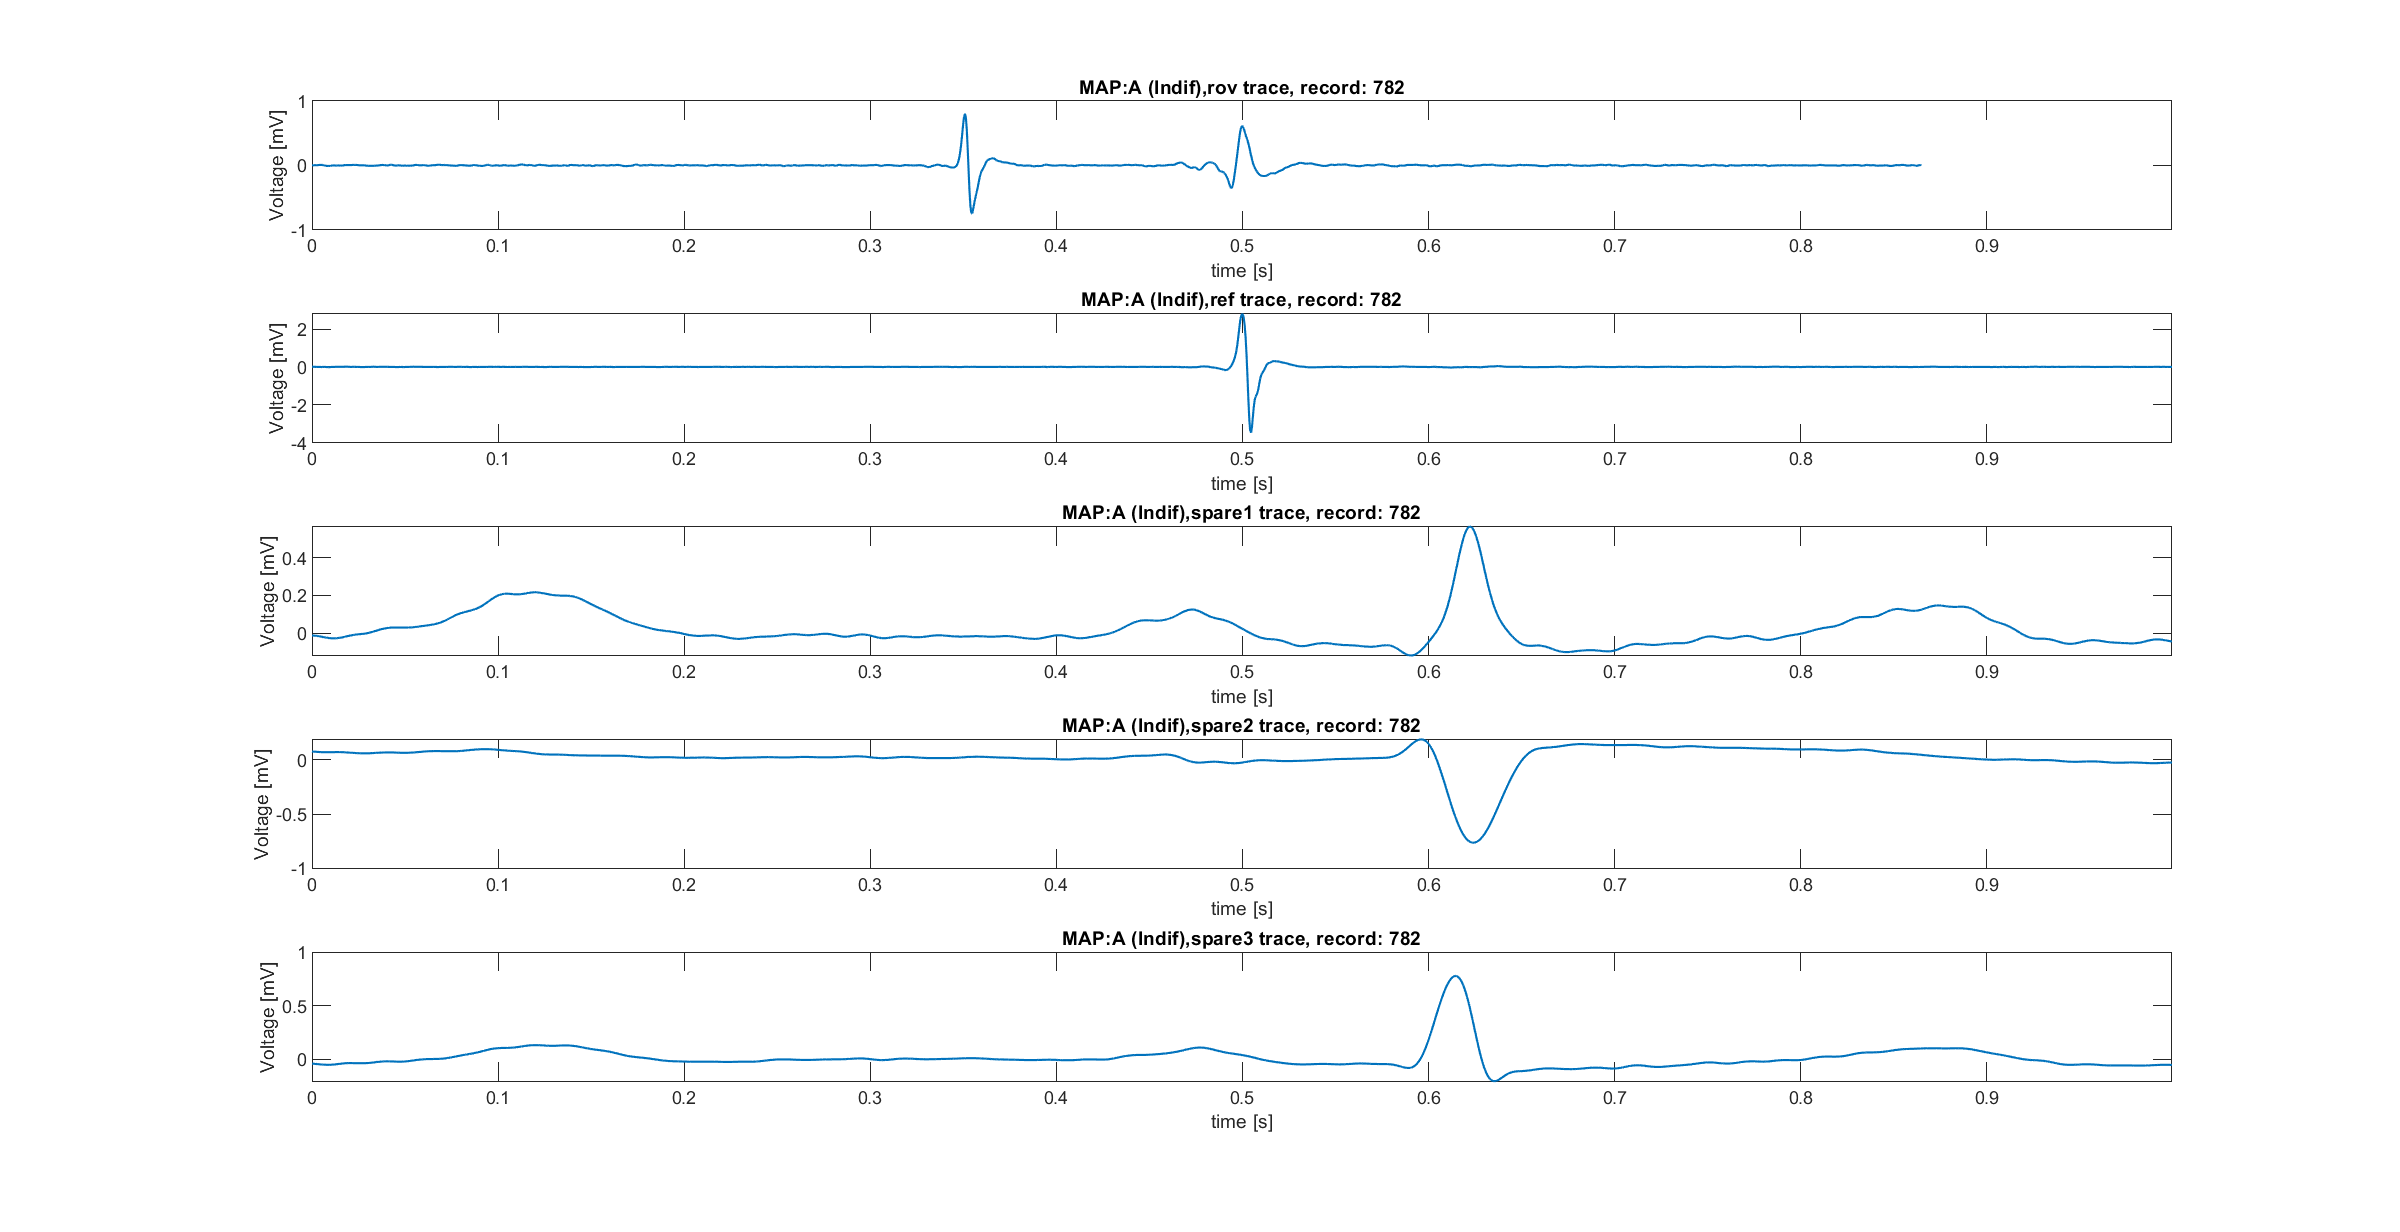 MAP:A (Indif),rov trace, record: 782
Voltage [mV]
1
0
-1
0 0.1 0.2 0.3 0.4 0.5 0.6 0.7 0.8 0.9
time [s]
MAP:A (Indif),ref trace, record: 782
Voltage [mV]
2
0
-2
-4
0 0.1 0.2 0.3 0.4 0.5 0.6 0.7 0.8 0.9
time [s]
MAP:A (Indif),spare1 trace, record: 782
Voltage [mV]
0.4
0.2
0
0 0.1 0.2 0.3 0.4 0.5 0.6 0.7 0.8 0.9
time [s]
MAP:A (Indif),spare2 trace, record: 782
Voltage [mV]
0
-0.5
-1
0 0.1 0.2 0.3 0.4 0.5 0.6 0.7 0.8 0.9
time [s]
MAP:A (Indif),spare3 trace, record: 782
Voltage [mV]
1
0.5
0
0 0.1 0.2 0.3 0.4 0.5 0.6 0.7 0.8 0.9
time [s]